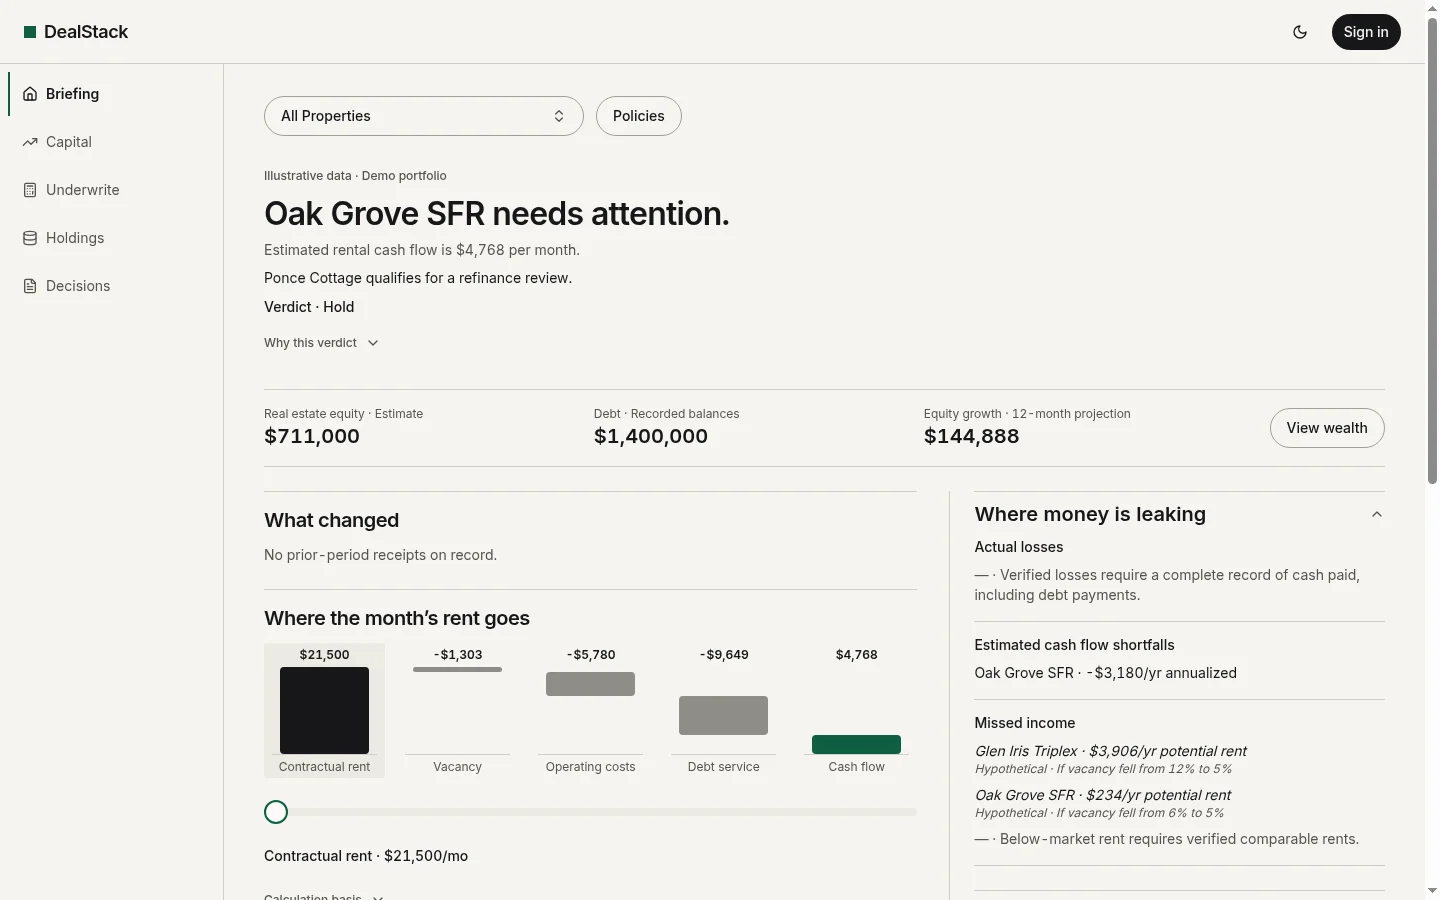 DealStack
Sign in
Briefing
Capital
Underwrite
Holdings
Decisions
All Properties
Policies
Illustrative data · Demo portfolio
Oak Grove SFR needs attention.
Estimated rental cash flow is $4,768 per month.
Ponce Cottage qualifies for a refinance review.
Verdict · Hold
Why this verdict
Real estate equity · Estimate
$711,000
Debt · Recorded balances
$1,400,000
Equity growth · 12-month projection
$144,888
View wealth
What changed
No prior-period receipts on record.
Where the month’s rent goes
$21,500
-$1,303
-$5,780
-$9,649
$4,768
Contractual rent
Vacancy
Operating costs
Debt service
Cash flow
Contractual rent · $21,500/mo
Calculation basis
Where money is leaking
Actual losses
— · Verified losses require a complete record of cash paid,
including debt payments.
Estimated cash flow shortfalls
Oak Grove SFR · -$3,180/yr annualized
Missed income
Glen Iris Triplex · $3,906/yr potential rent
Hypothetical · If vacancy fell from 12% to 5%
Oak Grove SFR · $234/yr potential rent
Hypothetical · If vacancy fell from 6% to 5%
— · Below-market rent requires verified comparable rents.